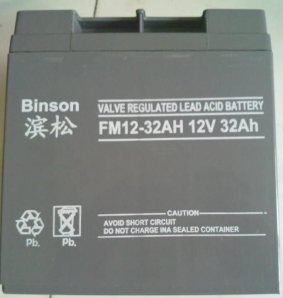 Binson
滨松
VALVE REGULATED LEAD ACID BATTERY
FM12-32AH 12V 32Ah
CAUTION
AVOID SHORT CIRCUIT
DO NOT CHARGE INA SEALED CONTAINER
Pb.
Pb.